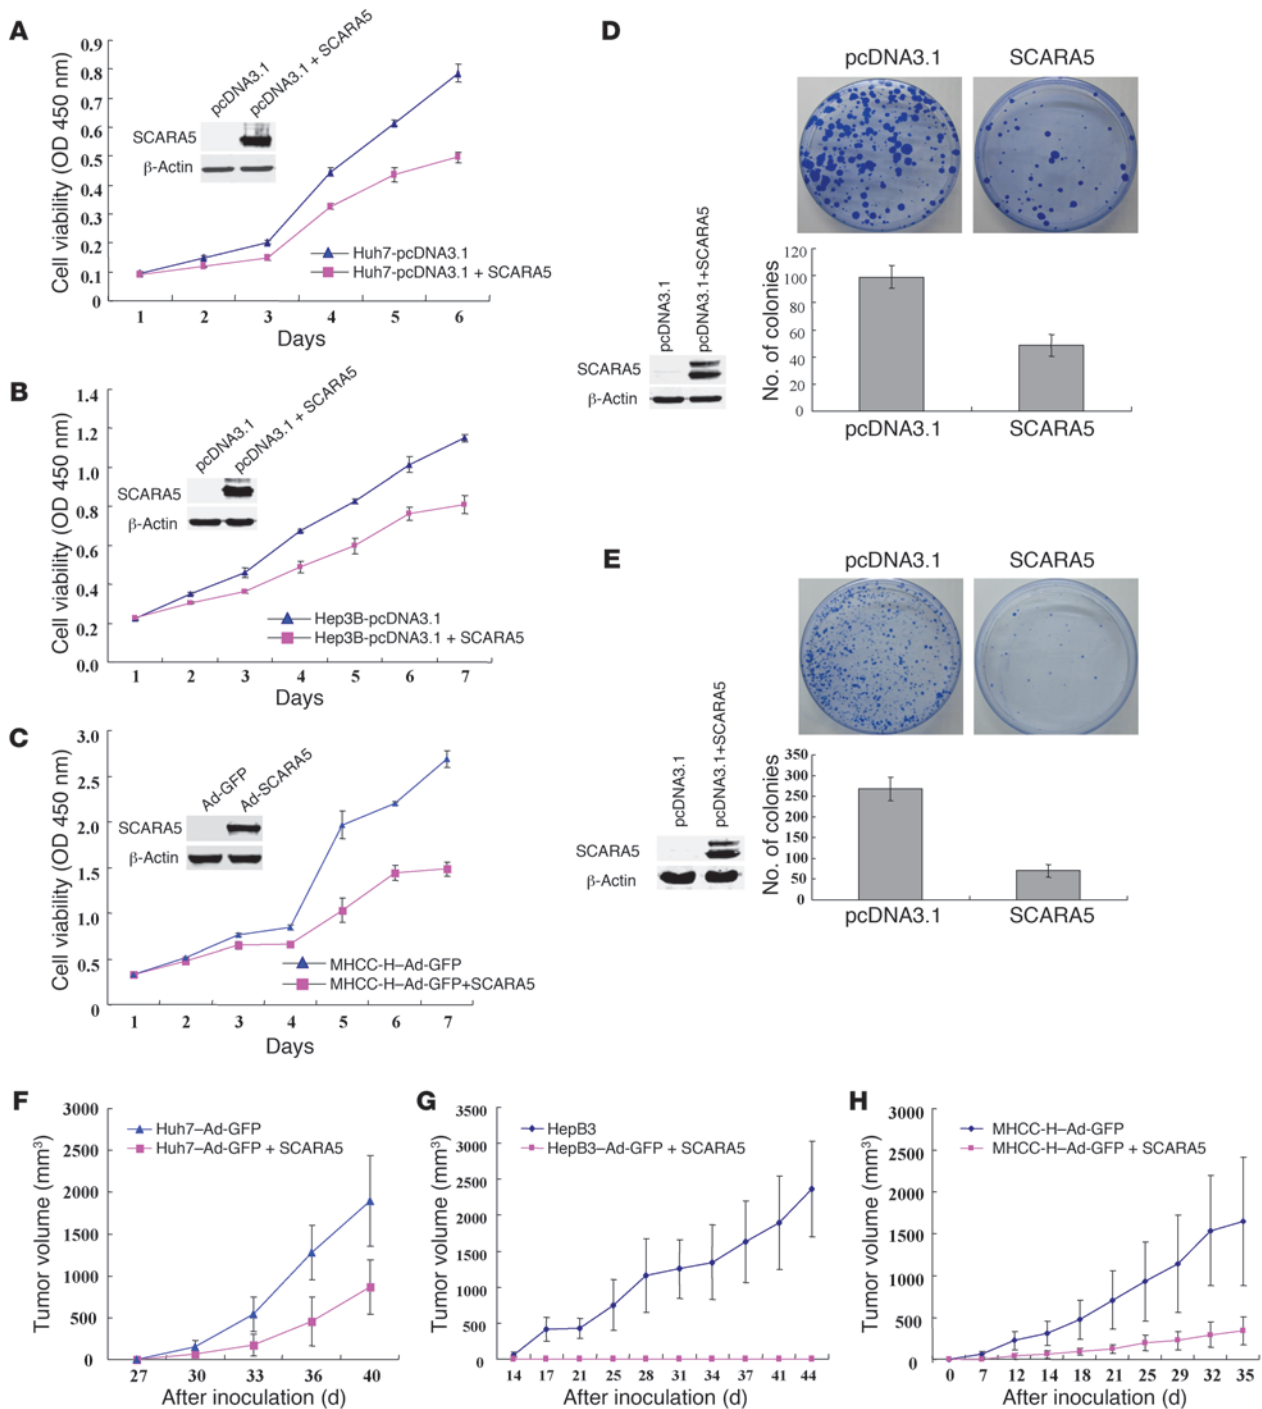 A
0.9
0.8
0.7
0.6
0.5
0.4
0.3
0.2
0.1
0
Cell viability (OD 450 nm)
pcDNA3.1
pcDNA3.1 + SCARA5
SCARA5
β-Actin
Huh7-pcDNA3.1
Huh7-pcDNA3.1 + SCARA5
1 2 3 4 5 6
Days
B
1.4
1.2
1.0
0.8
0.6
0.4
0.2
0.0
Cell viability (OD 450 nm)
pcDNA3.1
pcDNA3.1 + SCARA5
SCARA5
β-Actin
Hep3B-pcDNA3.1
Hep3B-pcDNA3.1 + SCARA5
1 2 3 4 5 6 7
Days
C
3.0
2.5
2.0
1.5
1.0
0.5
0
Cell viability (OD 450 nm)
Ad-GFP
Ad-SCARA5
SCARA5
β-Actin
MHCC-H–Ad-GFP
MHCC-H–Ad-GFP+SCARA5
1 2 3 4 5 6 7
Days
D
pcDNA3.1 SCARA5
pcDNA3.1
pcDNA3.1+SCARA5
SCARA5
β-Actin
No. of colonies
120
100
80
60
40
20
0
pcDNA3.1 SCARA5
E
pcDNA3.1 SCARA5
pcDNA3.1
pcDNA3.1+SCARA5
SCARA5
β-Actin
No. of colonies
350
300
250
200
150
100
50
0
pcDNA3.1 SCARA5
F
3000
2500
2000
1500
1000
500
0
Tumor volume (mm³)
Huh7–Ad-GFP
Huh7–Ad-GFP + SCARA5
27 30 33 36 40
After inoculation (d)
G
3500
3000
2500
2000
1500
1000
500
0
Tumor volume (mm³)
HepB3
HepB3–Ad-GFP + SCARA5
14 17 21 25 28 31 34 37 41 44
After inoculation (d)
H
3000
2500
2000
1500
1000
500
0
Tumor volume (mm³)
MHCC-H–Ad-GFP
MHCC-H–Ad-GFP + SCARA5
0 7 12 14 18 21 25 29 32 35
After inoculation (d)